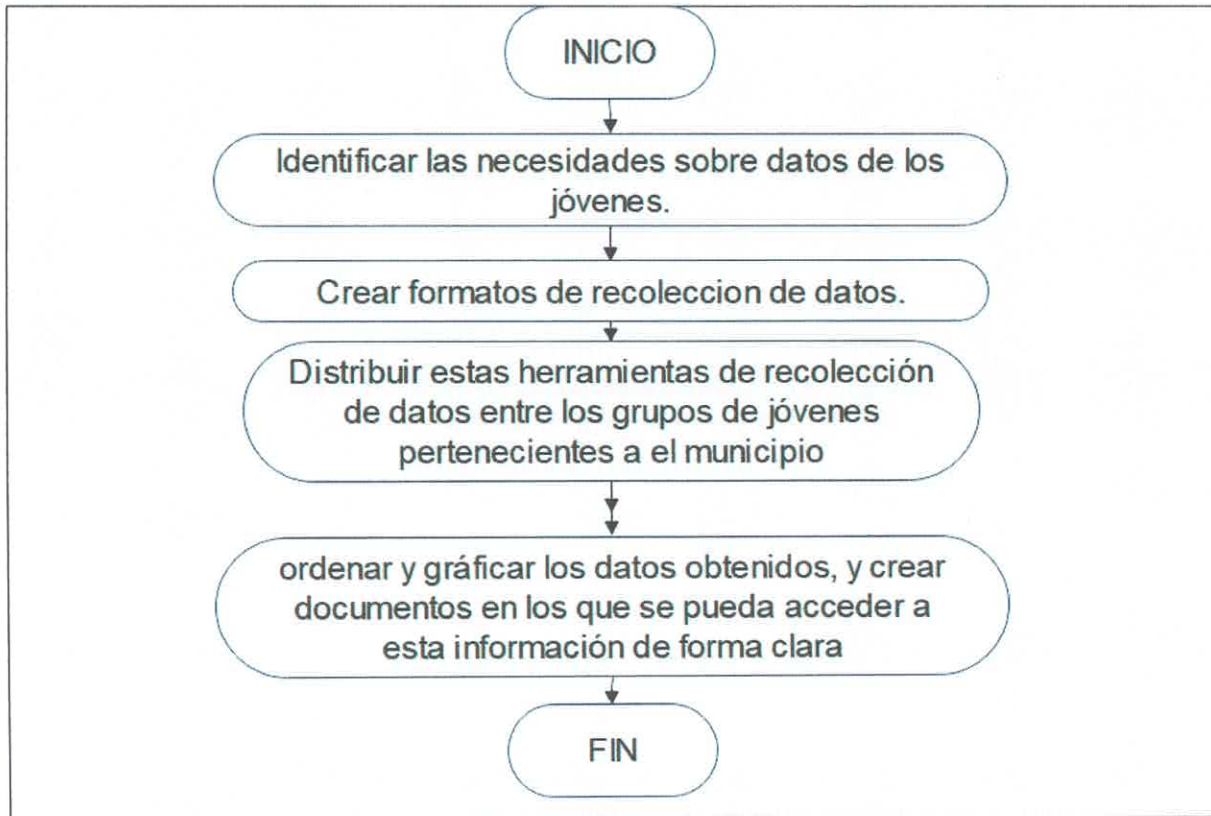 INICIO
Identificar las necesidades sobre datos de los
jóvenes.
Crear formatos de recoleccion de datos.
Distribuir estas herramientas de recolección
de datos entre los grupos de jóvenes
pertenecientes a el municipio
ordenar y gráficar los datos obtenidos, y crear
documentos en los que se pueda acceder a
esta información de forma clara
FIN